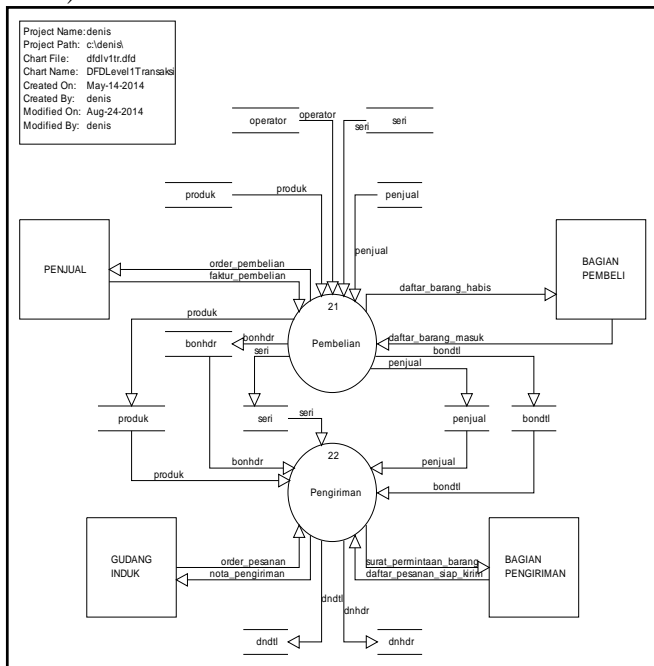 Project Name: denis
Project Path: c:\denis\
Chart File: dfdlv1tr.dfd
Chart Name: DFDLevel1Transaksi
Created On: May-14-2014
Created By: denis
Modified On: Aug-24-2014
Modified By: denis
operator
operator
seri
seri
produk
produk
penjual
penjual
PENJUAL
order_pembelian
faktur_pembelian
BAGIAN
PEMBELI
daftar_barang_habis
21
Pembelian
produk
bonhdr
bonhdr
seri
daftar_barang_masuk
bondtl
penjual
produk
seri
seri
penjual
bondtl
22
Pengiriman
bonhdr
produk
penjual
bondtl
GUDANG
INDUK
order_pesanan
nota_pengiriman
surat_permintaan_barang
daftar_pesanan_siap_kirim
BAGIAN
PENGIRIMAN
dndtl
dnhdr
dndtl
dnhdr